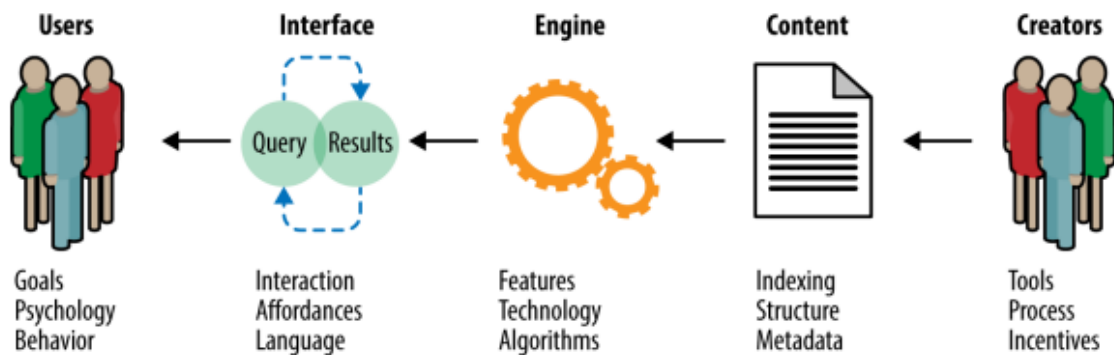 Users
Interface
Engine
Content
Creators
Query
Results
Goals
Psychology
Behavior
Interaction
Affordances
Language
Features
Technology
Algorithms
Indexing
Structure
Metadata
Tools
Process
Incentives